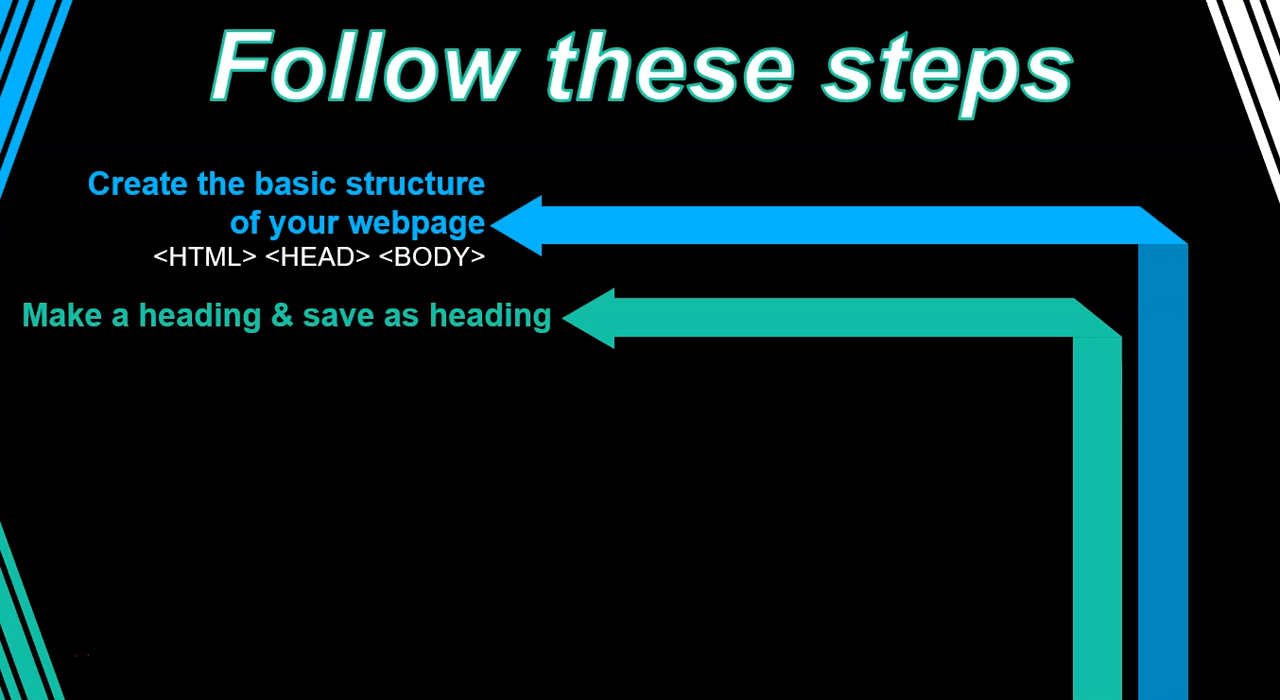 Follow these steps
Create the basic structure
of your webpage
<HTML> <HEAD> <BODY>
Make a heading & save as heading